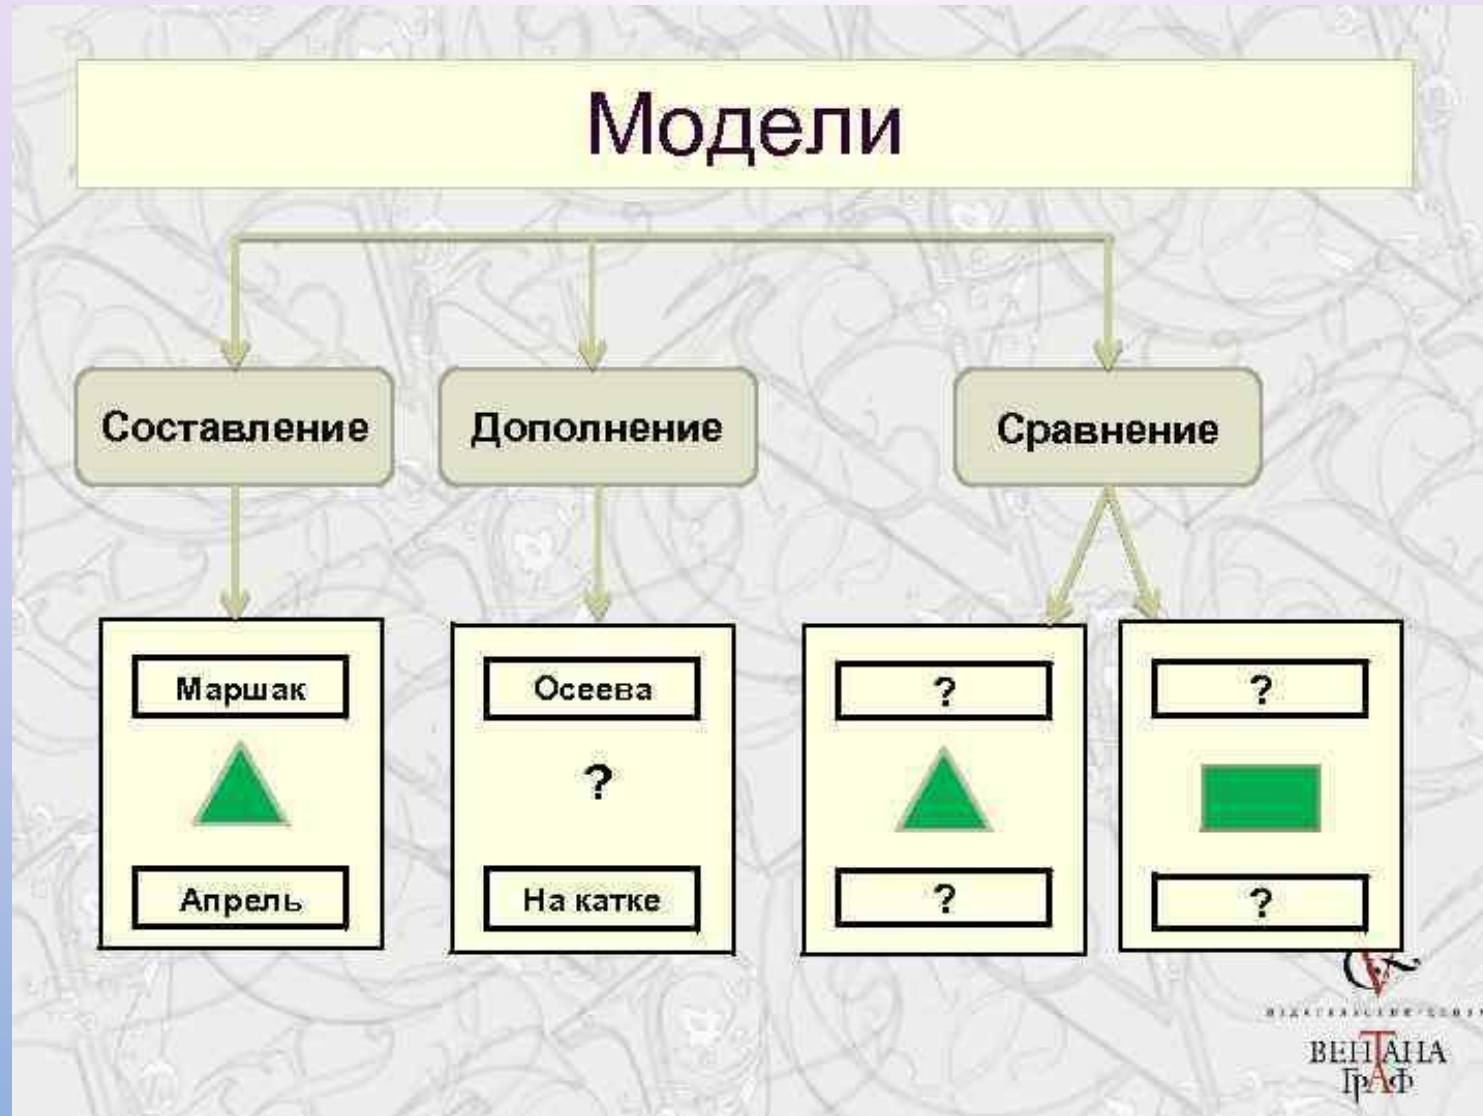 Модели
Составление
Дополнение
Сравнение
Маршак
Апрель
Осеева
?
На катке
?
?
?
?
ВЕНТАНА
ГРАФ